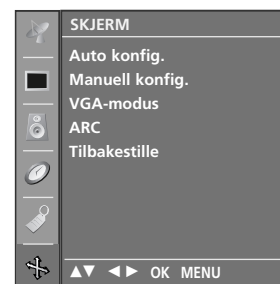 SKJERM
Auto konfig.
Manuell konfig.
VGA-modus
ARC
Tilbakestille
▲▼ ◄► OK MENU